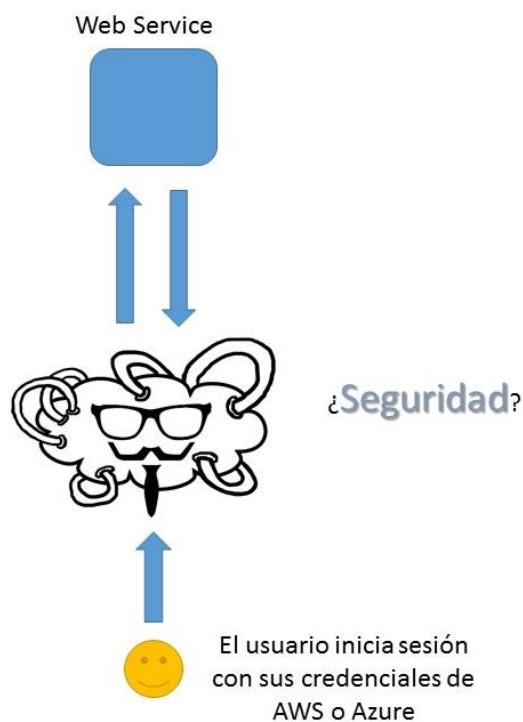 Web Service
¿Seguridad?
El usuario inicia sesión
con sus credenciales de
AWS o Azure